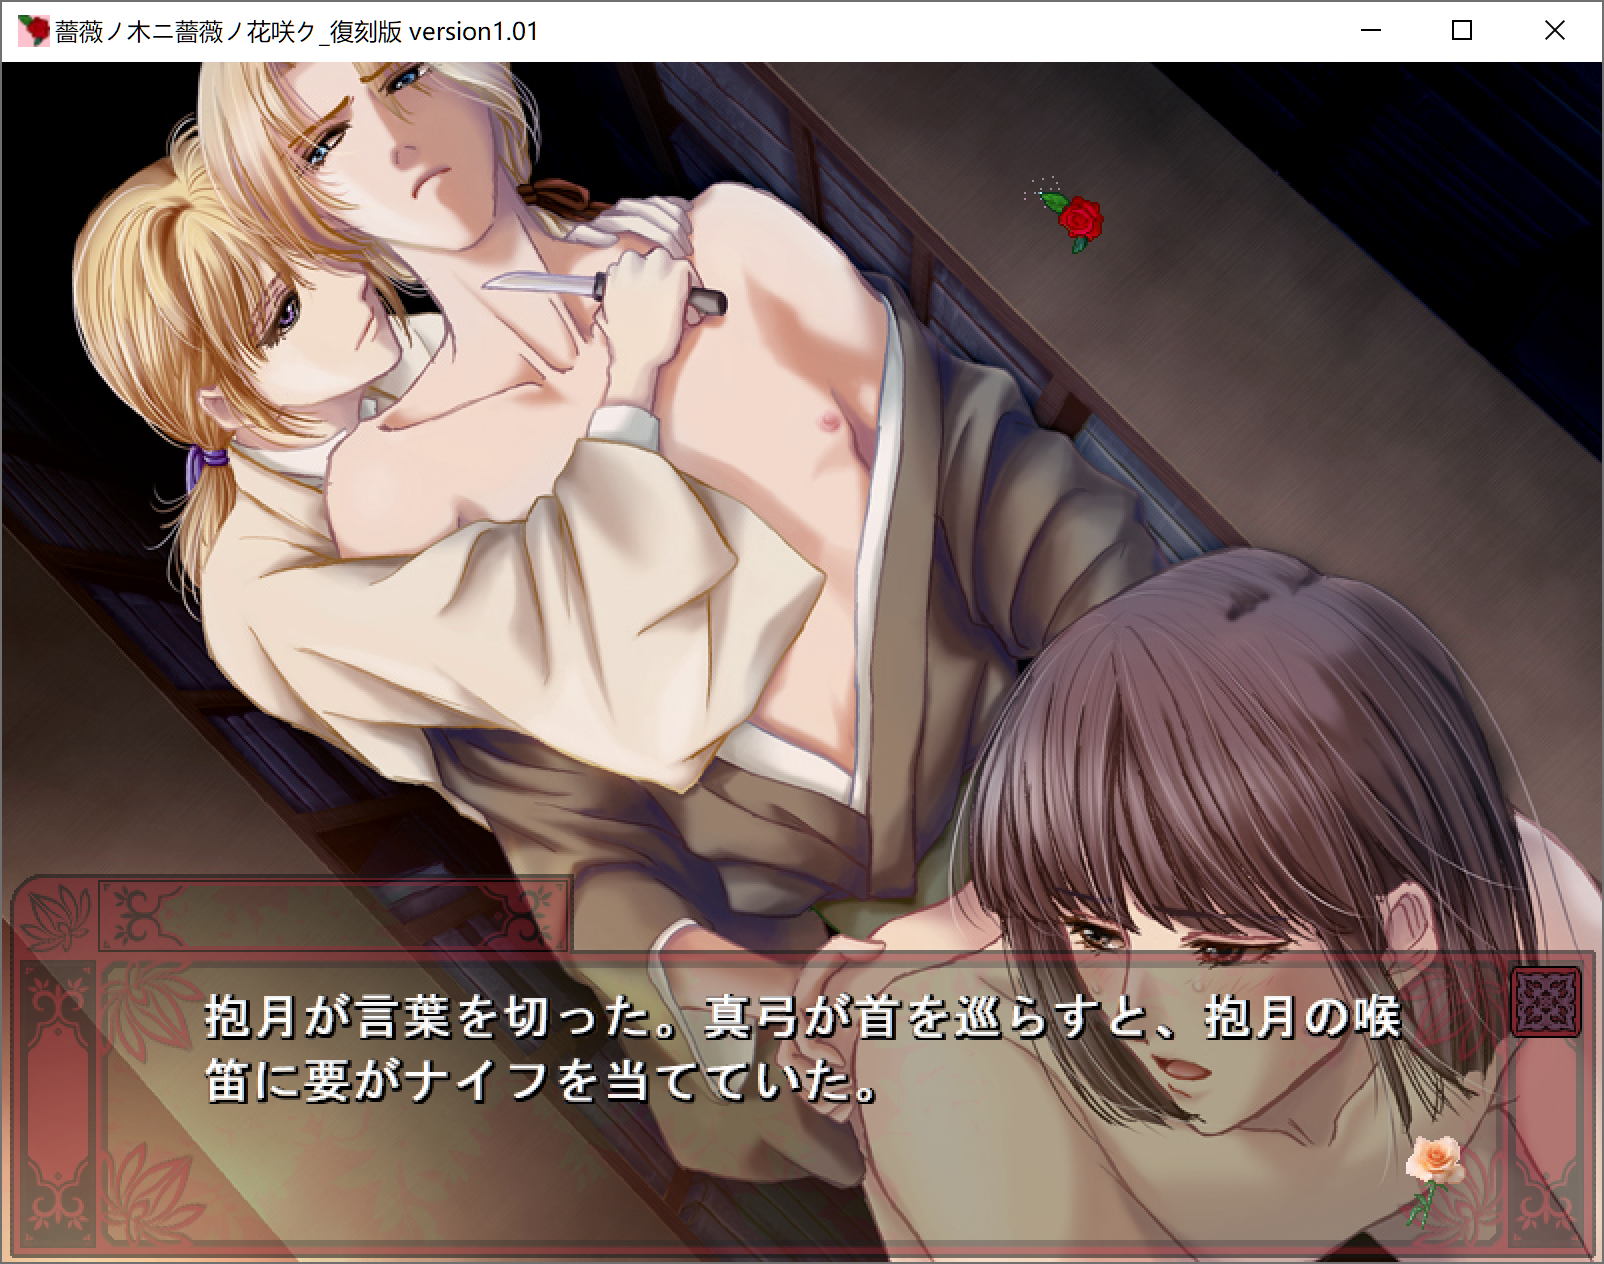 薔薇ノ木ニ薔薇ノ花咲ク_復刻版 version1.01
抱月が言葉を切った。真弓が首を巡らすと、抱月の喉
笛に要がナイフを当てていた。